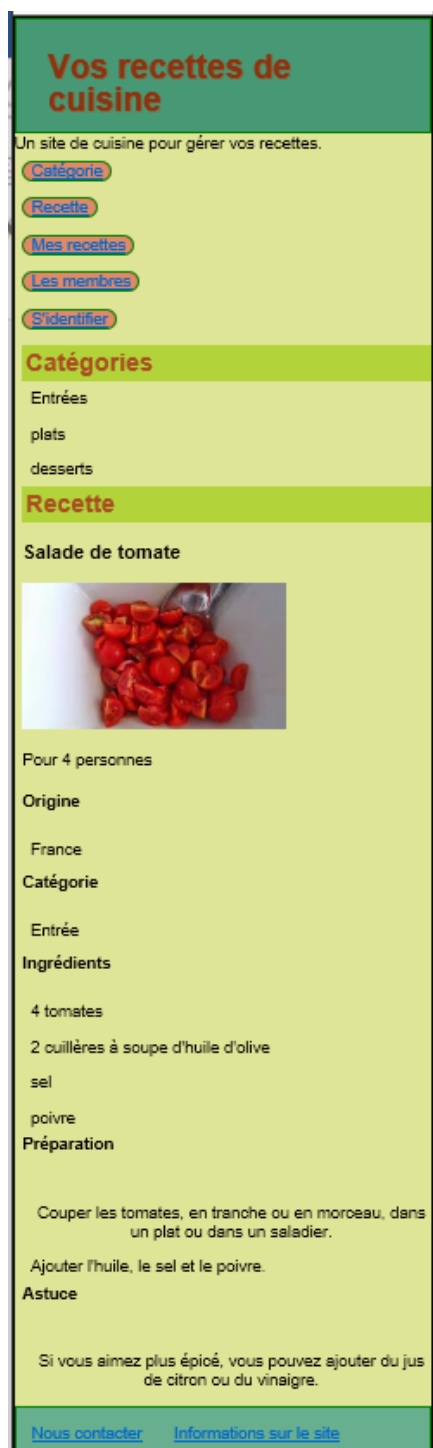 Vos recettes de
cuisine
Un site de cuisine pour gérer vos recettes.
Catégorie
Recette
Mes recettes
Les membres
S'identifier
Catégories
Entrées
plats
desserts
Recette
Salade de tomate
Pour 4 personnes
Origine
France
Catégorie
Entrée
Ingrédients
4 tomates
2 cuillères à soupe d'huile d'olive
sel
poivre
Préparation
Couper les tomates, en tranche ou en morceau, dans
un plat ou dans un saladier.
Ajouter l'huile, le sel et le poivre.
Astuce
Si vous aimez plus épicé, vous pouvez ajouter du jus
de citron ou du vinaigre.
Nous contacter Informations sur le site